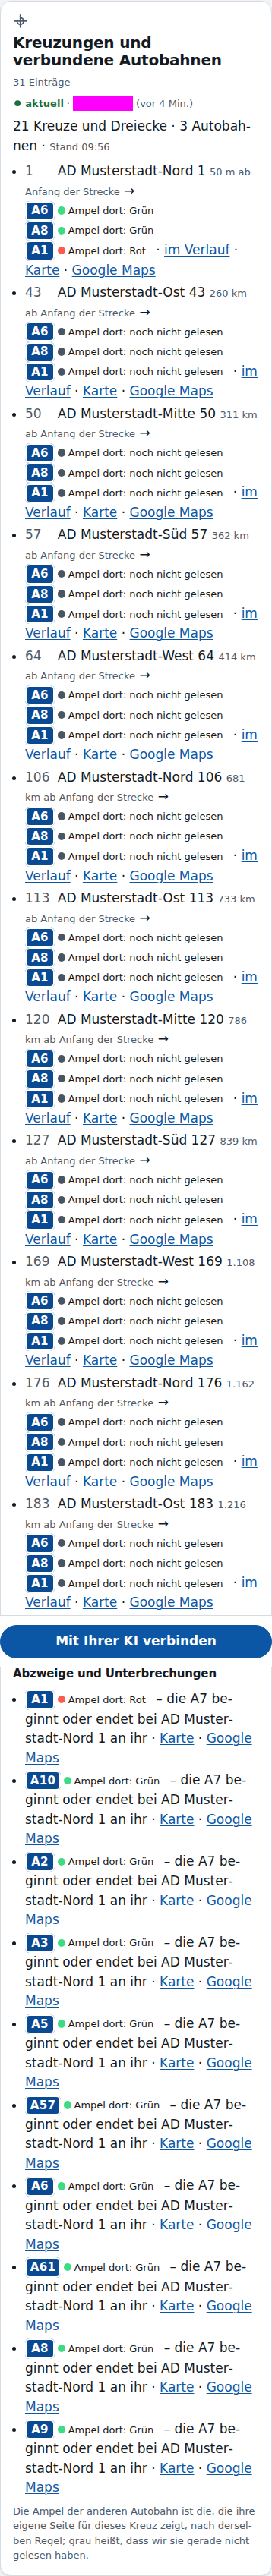 Kreuzungen und
verbundene Autobahnen
31 Einträge
aktuell · (vor 4 Min.)
21 Kreuze und Dreiecke · 3 Autobah-
nen · Stand 09:56
1 AD Musterstadt-Nord 1 50 m ab
Anfang der Strecke →
A6 Ampel dort: Grün
A8 Ampel dort: Grün
A1 Ampel dort: Rot · im Verlauf ·
Karte · Google Maps
43 AD Musterstadt-Ost 43 260 km
ab Anfang der Strecke →
A6 Ampel dort: noch nicht gelesen
A8 Ampel dort: noch nicht gelesen
A1 Ampel dort: noch nicht gelesen · im
Verlauf · Karte · Google Maps
50 AD Musterstadt-Mitte 50 311 km
ab Anfang der Strecke →
A6 Ampel dort: noch nicht gelesen
A8 Ampel dort: noch nicht gelesen
A1 Ampel dort: noch nicht gelesen · im
Verlauf · Karte · Google Maps
57 AD Musterstadt-Süd 57 362 km
ab Anfang der Strecke →
A6 Ampel dort: noch nicht gelesen
A8 Ampel dort: noch nicht gelesen
A1 Ampel dort: noch nicht gelesen · im
Verlauf · Karte · Google Maps
64 AD Musterstadt-West 64 414 km
ab Anfang der Strecke →
A6 Ampel dort: noch nicht gelesen
A8 Ampel dort: noch nicht gelesen
A1 Ampel dort: noch nicht gelesen · im
Verlauf · Karte · Google Maps
106 AD Musterstadt-Nord 106 681
km ab Anfang der Strecke →
A6 Ampel dort: noch nicht gelesen
A8 Ampel dort: noch nicht gelesen
A1 Ampel dort: noch nicht gelesen · im
Verlauf · Karte · Google Maps
113 AD Musterstadt-Ost 113 733 km
ab Anfang der Strecke →
A6 Ampel dort: noch nicht gelesen
A8 Ampel dort: noch nicht gelesen
A1 Ampel dort: noch nicht gelesen · im
Verlauf · Karte · Google Maps
120 AD Musterstadt-Mitte 120 786
km ab Anfang der Strecke →
A6 Ampel dort: noch nicht gelesen
A8 Ampel dort: noch nicht gelesen
A1 Ampel dort: noch nicht gelesen · im
Verlauf · Karte · Google Maps
127 AD Musterstadt-Süd 127 839 km
ab Anfang der Strecke →
A6 Ampel dort: noch nicht gelesen
A8 Ampel dort: noch nicht gelesen
A1 Ampel dort: noch nicht gelesen · im
Verlauf · Karte · Google Maps
169 AD Musterstadt-West 169 1.108
km ab Anfang der Strecke →
A6 Ampel dort: noch nicht gelesen
A8 Ampel dort: noch nicht gelesen
A1 Ampel dort: noch nicht gelesen · im
Verlauf · Karte · Google Maps
176 AD Musterstadt-Nord 176 1.162
km ab Anfang der Strecke →
A6 Ampel dort: noch nicht gelesen
A8 Ampel dort: noch nicht gelesen
A1 Ampel dort: noch nicht gelesen · im
Verlauf · Karte · Google Maps
183 AD Musterstadt-Ost 183 1.216
km ab Anfang der Strecke →
A6 Ampel dort: noch nicht gelesen
A8 Ampel dort: noch nicht gelesen
A1 Ampel dort: noch nicht gelesen · im
Verlauf · Karte · Google Maps
Mit Ihrer KI verbinden
Abzweige und Unterbrechungen
A1 Ampel dort: Rot – die A7 be-
ginnt oder endet bei AD Muster-
stadt-Nord 1 an ihr · Karte · Google
Maps
A10 Ampel dort: Grün – die A7 be-
ginnt oder endet bei AD Muster-
stadt-Nord 1 an ihr · Karte · Google
Maps
A2 Ampel dort: Grün – die A7 be-
ginnt oder endet bei AD Muster-
stadt-Nord 1 an ihr · Karte · Google
Maps
A3 Ampel dort: Grün – die A7 be-
ginnt oder endet bei AD Muster-
stadt-Nord 1 an ihr · Karte · Google
Maps
A5 Ampel dort: Grün – die A7 be-
ginnt oder endet bei AD Muster-
stadt-Nord 1 an ihr · Karte · Google
Maps
A57 Ampel dort: Grün – die A7 be-
ginnt oder endet bei AD Muster-
stadt-Nord 1 an ihr · Karte · Google
Maps
A6 Ampel dort: Grün – die A7 be-
ginnt oder endet bei AD Muster-
stadt-Nord 1 an ihr · Karte · Google
Maps
A61 Ampel dort: Grün – die A7 be-
ginnt oder endet bei AD Muster-
stadt-Nord 1 an ihr · Karte · Google
Maps
A8 Ampel dort: Grün – die A7 be-
ginnt oder endet bei AD Muster-
stadt-Nord 1 an ihr · Karte · Google
Maps
A9 Ampel dort: Grün – die A7 be-
ginnt oder endet bei AD Muster-
stadt-Nord 1 an ihr · Karte · Google
Maps
Die Ampel der anderen Autobahn ist die, die ihre
eigene Seite für dieses Kreuz zeigt, nach dersel-
ben Regel; grau heißt, dass wir sie gerade nicht
gelesen haben.